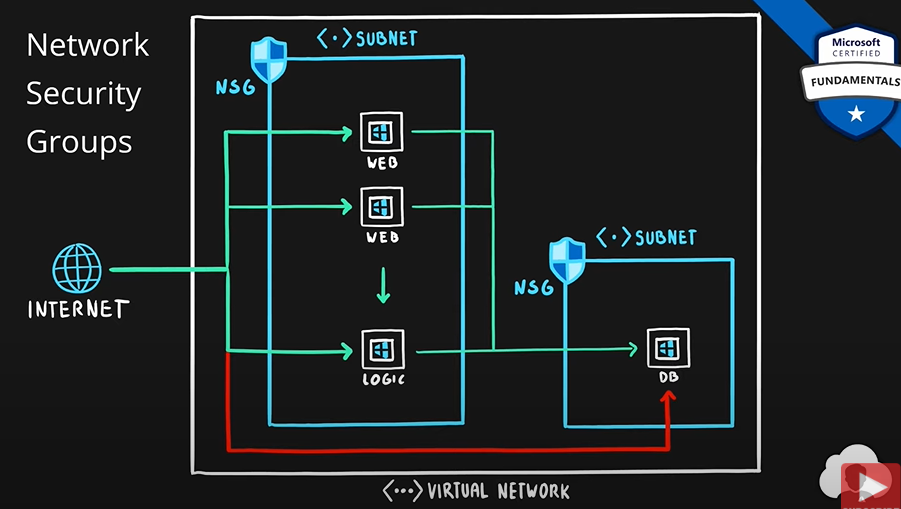 Network
Security
Groups
Microsoft
CERTIFIED
FUNDAMENTALS
SUBNET
NSG
WEB
WEB
INTERNET
SUBNET
NSG
LOGIC
DB
VIRTUAL NETWORK